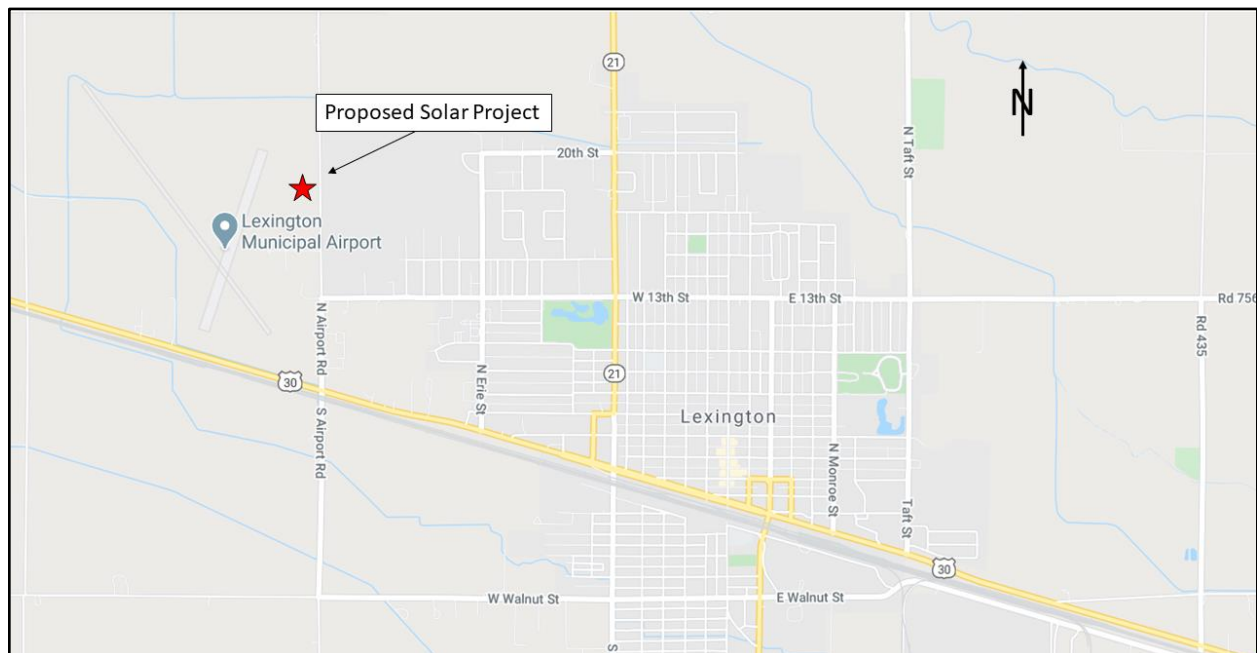 21
Proposed Solar Project
N
N Taft St
20th St
Lexington
Municipal Airport
W 13th St
E 13th St
Rd 756
N Airport Rd
Rd 435
30
N Erie St
21
Lexington
S Airport Rd
N Monroe St
Taft St
30
W Walnut St
E Walnut St
S